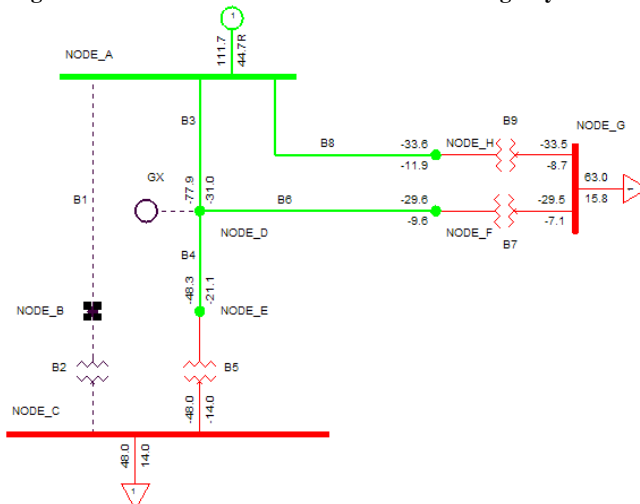 1
111.7
44.7R
NODE_A
B3
B9
NODE_G
B8
-33.6
NODE_H
-33.5
-11.9
-8.7
GX
-77.9
-31.0
63.0
15.8
1
B1
B6
-29.6
-29.5
-9.6
NODE_F
-7.1
NODE_D
B7
B4
-48.3
-21.1
NODE_B
NODE_E
B2
B5
NODE_C
-48.0
-14.0
48.0
14.0
1